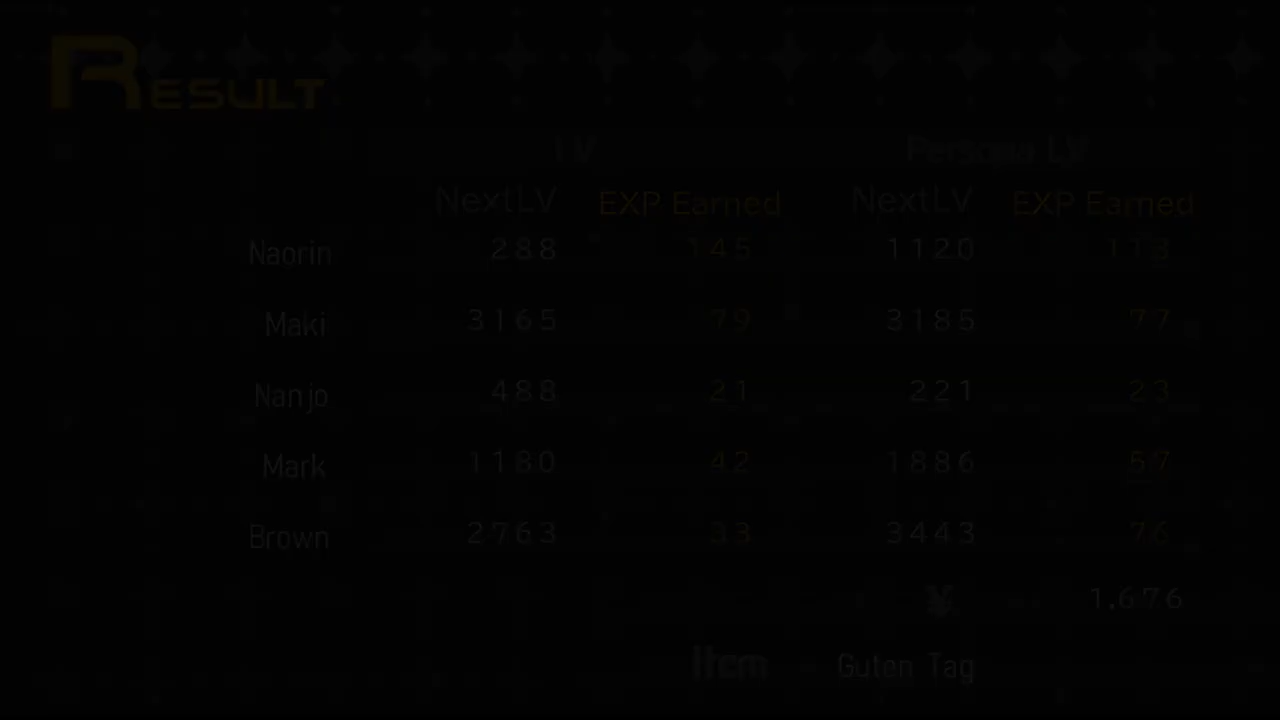 RESULT
LV Persona LV
NextLV EXP Earned NextLV EXP Earned
Naorin 288 145 1120 113
Maki 3165 79 3185 77
Nanjo 488 21 221 23
Mark 1180 42 1886 57
Brown 2763 33 3443 76
¥ 1,676
Item Guten Tag